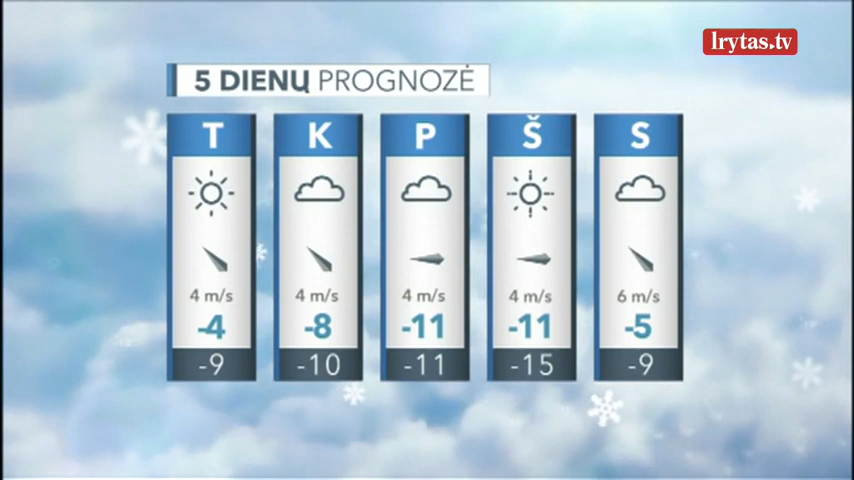 lrytas.tv
5 DIENŲ PROGNOZĖ
T K P Š S
4 m/s 4 m/s 4 m/s 4 m/s 6 m/s
-4 -8 -11 -11 -5
-9 -10 -11 -15 -9